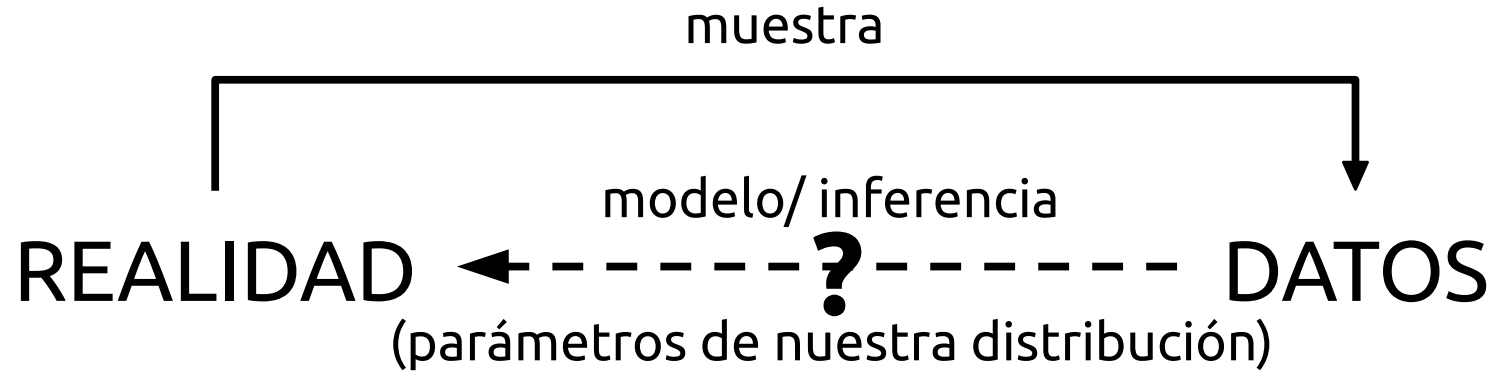 muestra
modelo/ inferencia
REALIDAD ? DATOS
(parámetros de nuestra distribución)